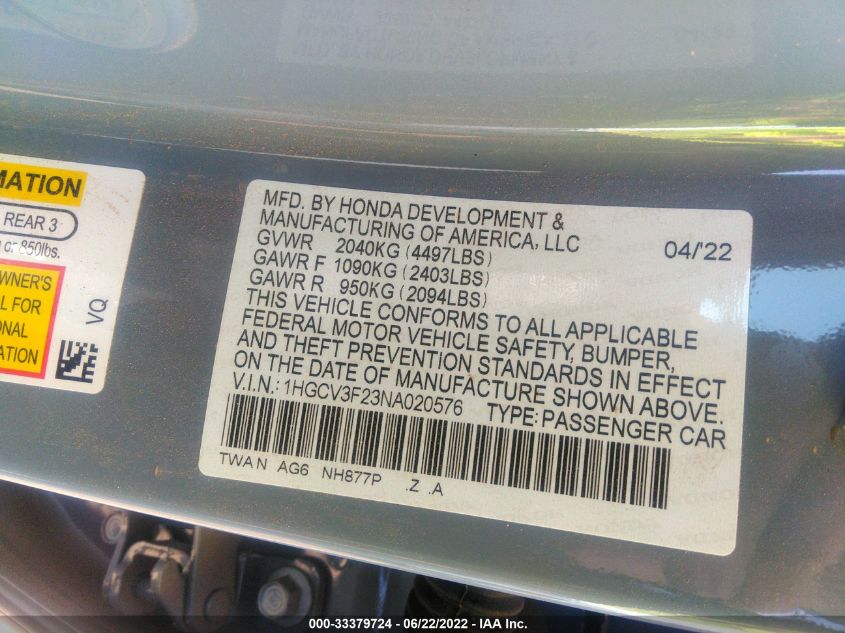 MATION
REAR 3
or 850lbs.
WNER'S
L FOR
ONAL
ATION
VQ
MFD. BY HONDA DEVELOPMENT &
MANUFACTURING OF AMERICA, LLC 04/'22
GVWR 2040KG (4497LBS)
GAWR F 1090KG (2403LBS)
GAWR R 950KG (2094LBS)
THIS VEHICLE CONFORMS TO ALL APPLICABLE
FEDERAL MOTOR VEHICLE SAFETY, BUMPER,
AND THEFT PREVENTION STANDARDS IN EFFECT
ON THE DATE OF MANUFACTURE SHOWN ABOVE.
V.I.N.: 1HGCV3F23NA020576 TYPE: PASSENGER CAR
TWAN AG6 NH877P .Z .A
000-33379724 - 06/22/2022 - IAA Inc.